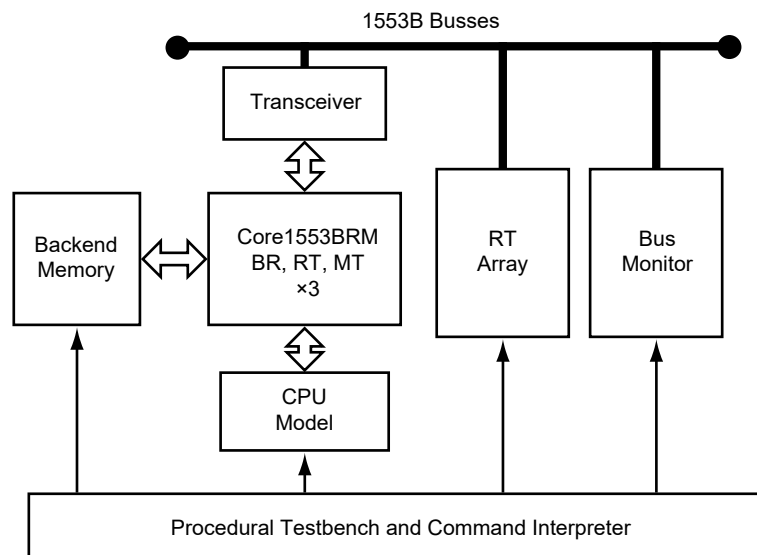 1553B Busses
Transceiver
Backend
Memory
Core1553BRM
BR, RT, MT
×3
RT
Array
Bus
Monitor
CPU
Model
Procedural Testbench and Command Interpreter